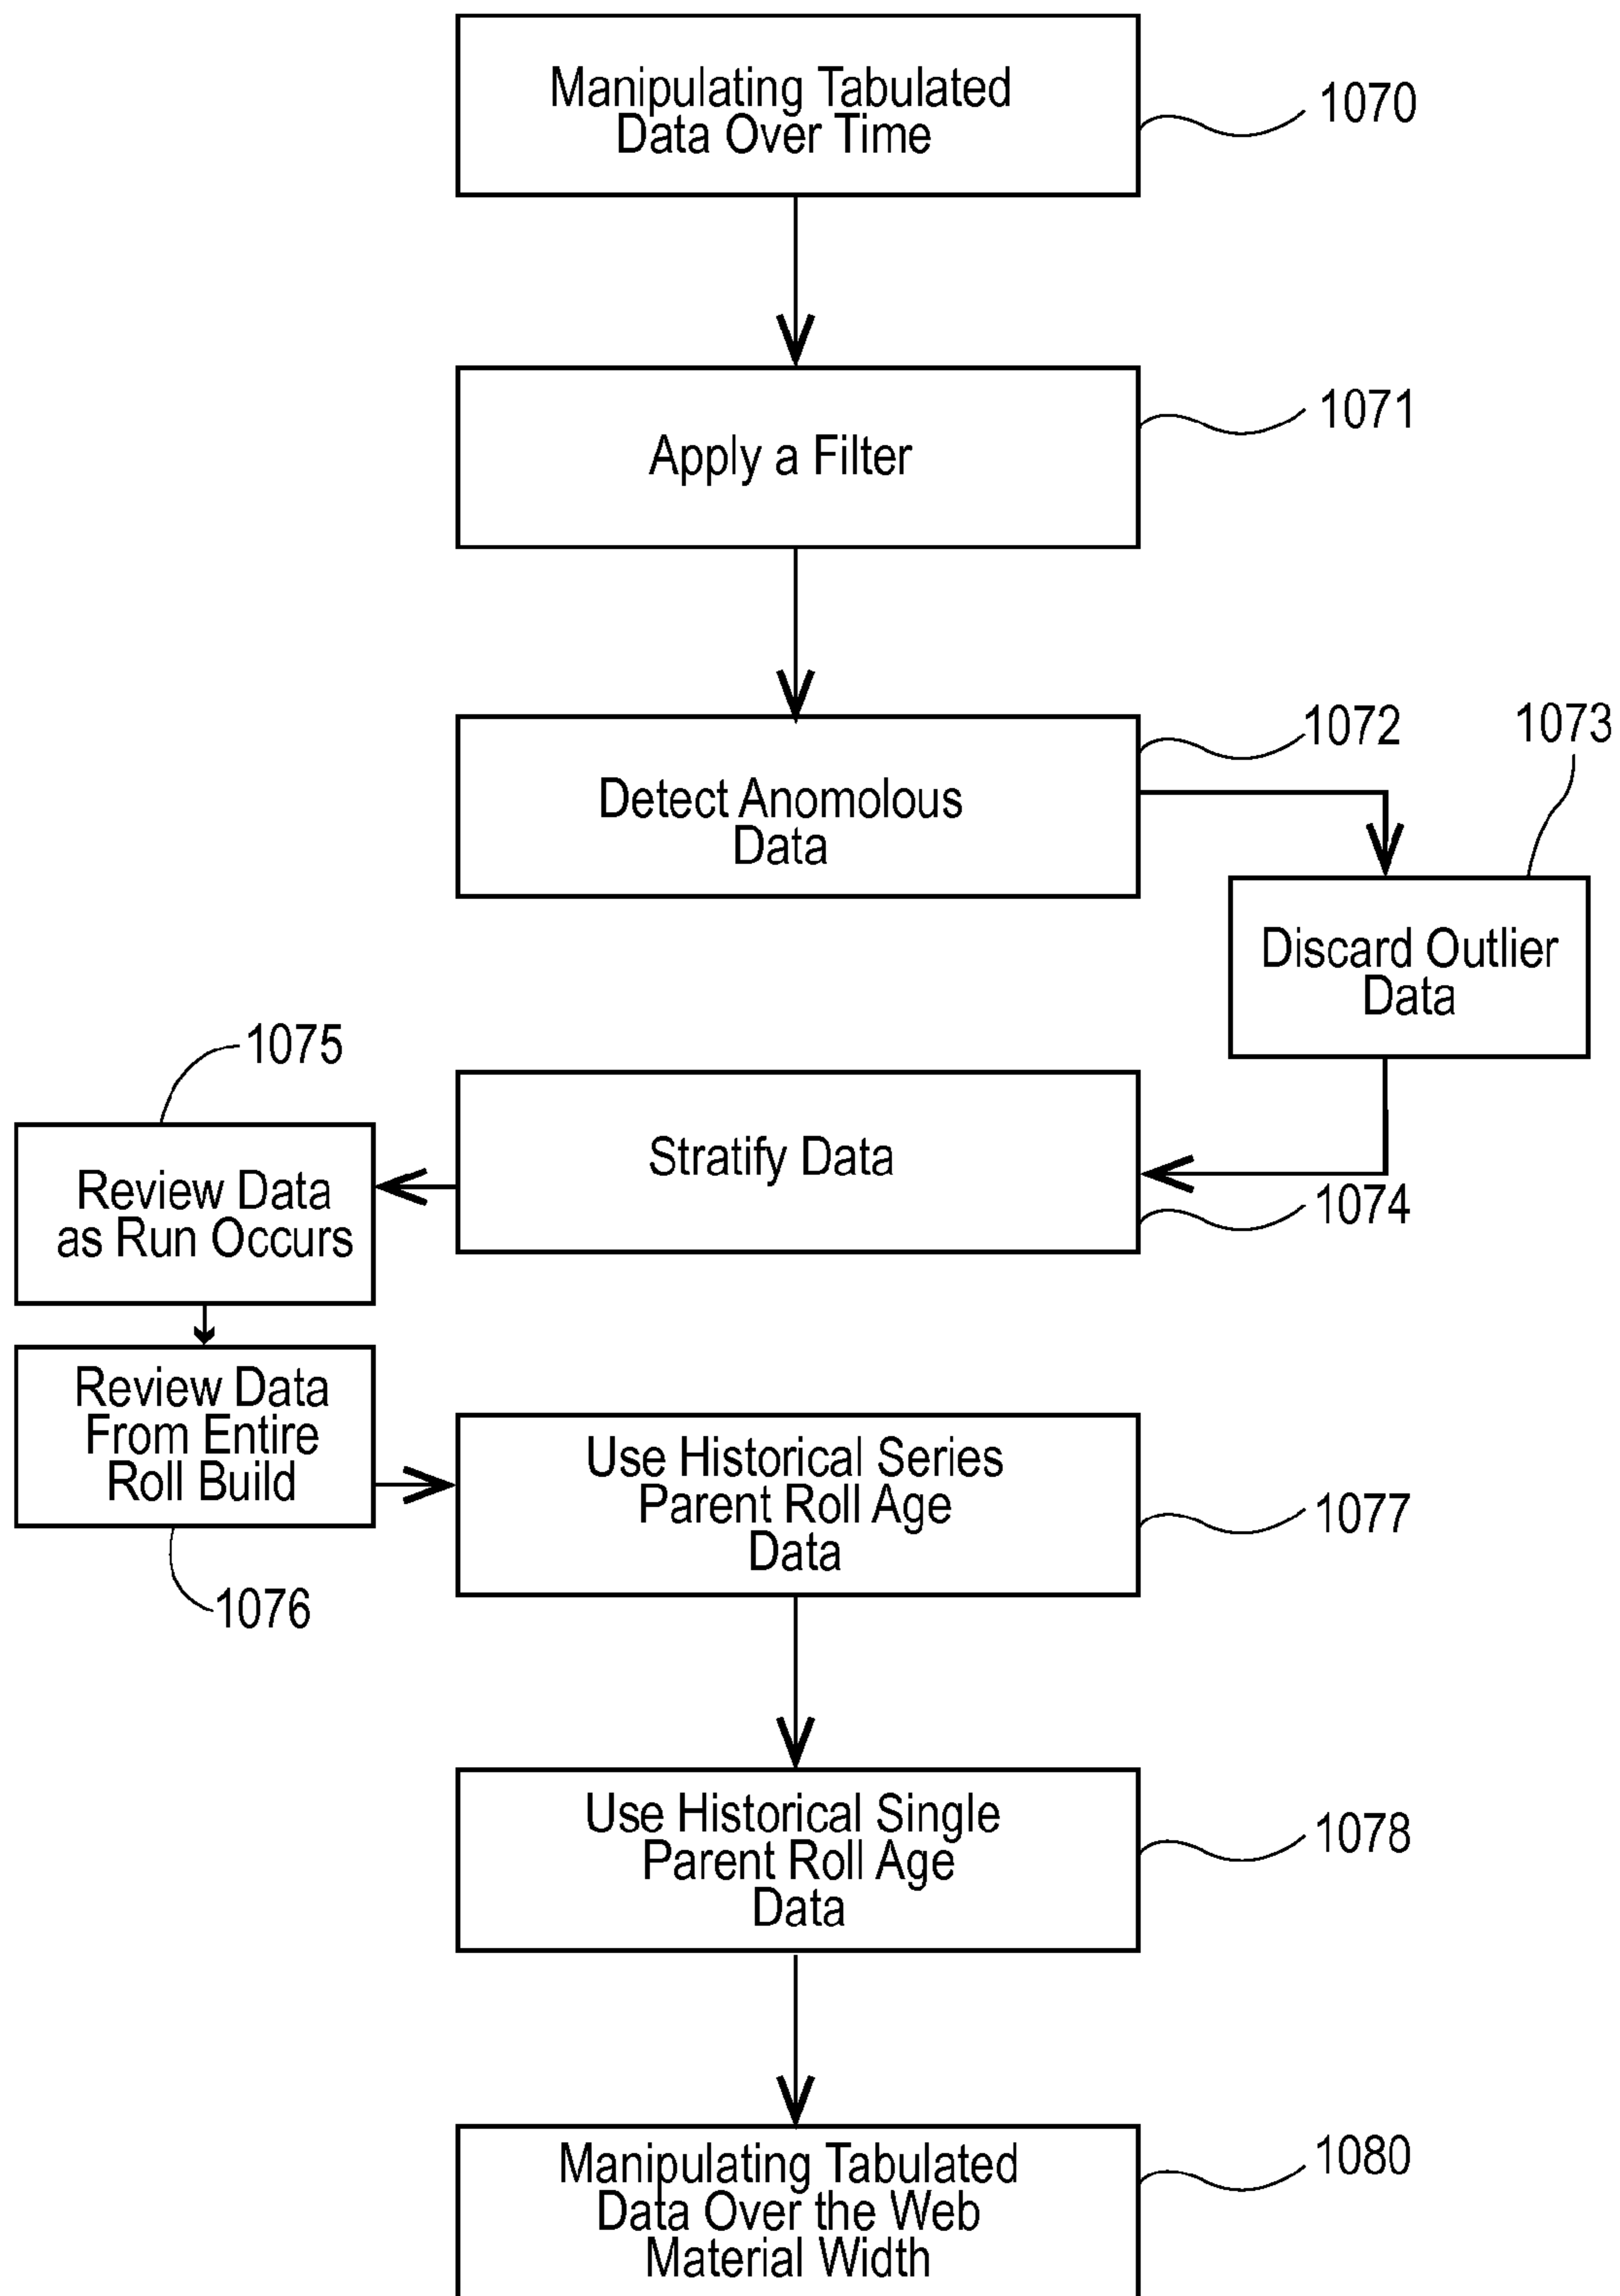 Manipulating Tabulated
Data Over Time
1070
Apply a Filter
1071
Detect Anomolous
Data
1072
1073
Discard Outlier
Data
Stratify Data
1074
1075
Review Data
as Run Occurs
Review Data
From Entire
Roll Build
1076
Use Historical Series
Parent Roll Age
Data
1077
Use Historical Single
Parent Roll Age
Data
1078
Manipulating Tabulated
Data Over the Web
Material Width
1080